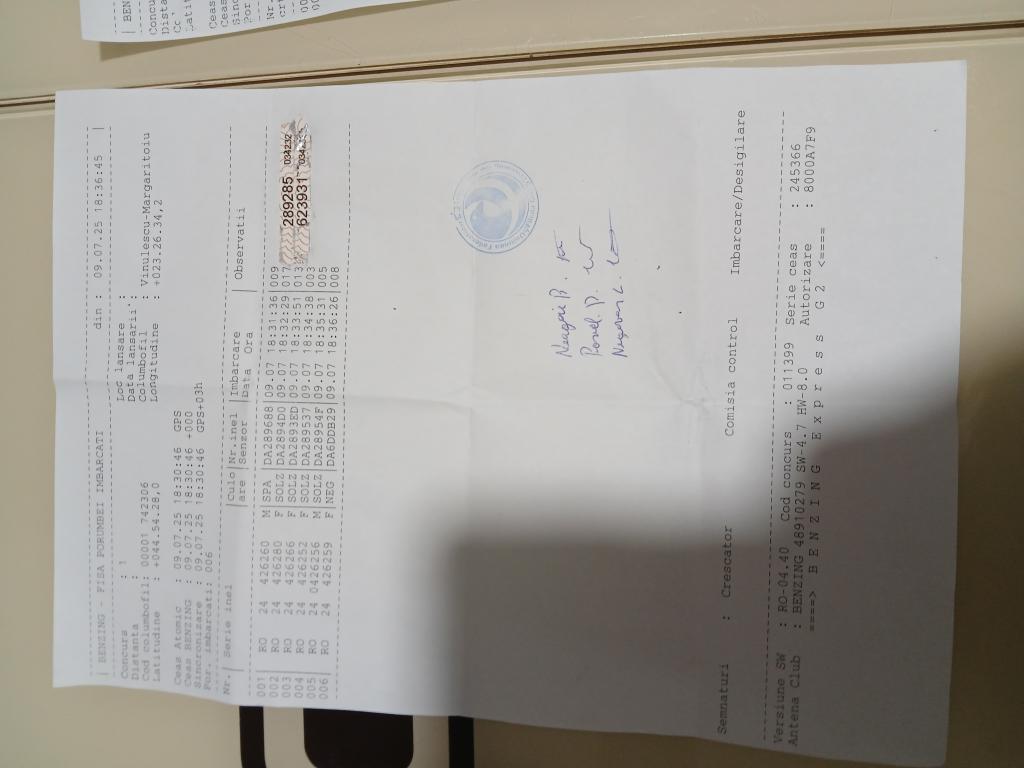 | BENZING - FISA PORUMBEI IMBARCATI din : +09.07.25 18:36:45 |
Concurs : 1 Loc lansare :
Distanta : Data lansarii :
Cod columbofil: 00001 742306 Columbofil : Vinulescu-Margaritoiu
Latitudine : +044.54.28,0 Longitudine : +023.26.34,2
Ceas Atomic : 09.07.25 18:30:46 GPS
Ceas BENZING : 09.07.25 18:30:46 +000
Sincronizare : 09.07.25 18:30:46 GPS+03h
Por. imbarcati: 006
Nr.| Serie inel |Culo|Nr.inel |Imbarcare |Observatii
|are |Senzor |Data Ora |
001| RO 24 426260 M|SPA |DA289688|09.07 18:31:36|009
002| RO 24 426280 F|SOLZ|DA2894D0|09.07 18:32:29|017
003| RO 24 426266 F|SOLZ|DA28932D|09.07 18:33:51|013
004| RO 24 426252 F|SOLZ|DA289537|09.07 18:34:38|003
005| RO 24 0426256 M|SOLZ|DA28954F|09.07 18:35:31|005
006| RO 24 426259 F|NEG |DA6DDB29|09.07 18:36:26|008
289285 034232
623931
Semnaturi : Crescator Comisia control Imbarcare/Desigilare
Versiune SW : RO-04.40 Cod concurs : 011399 Serie ceas : 245366
Antena Club : BENZING 48910279 SW-4.7 HW-8.0 Autorizare : 8000A7F9
====> B E N Z I N G E x p r e s s G 2 <====